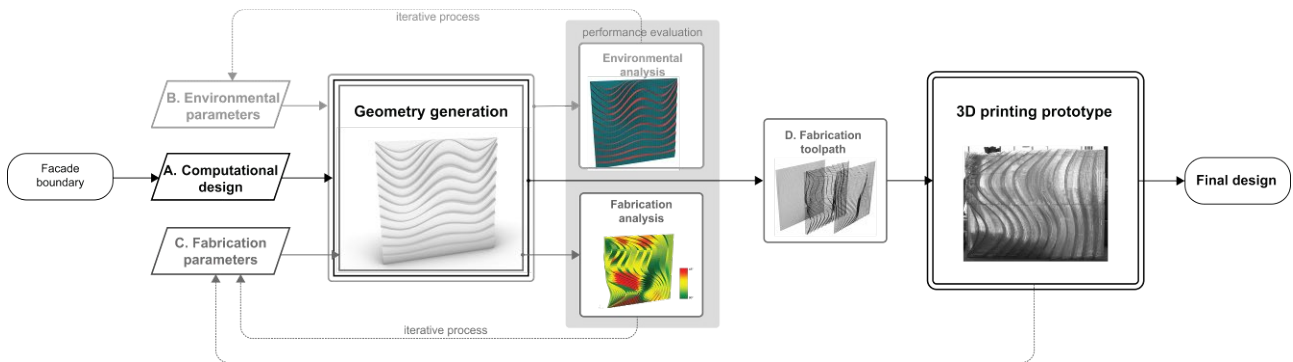 iterative process
performance evaluation
Environmental
analysis
B. Environmental
parameters
Geometry generation
3D printing prototype
D. Fabrication
toolpath
Facade
boundary
A. Computational
design
Final design
Fabrication
analysis
C. Fabrication
parameters
iterative process